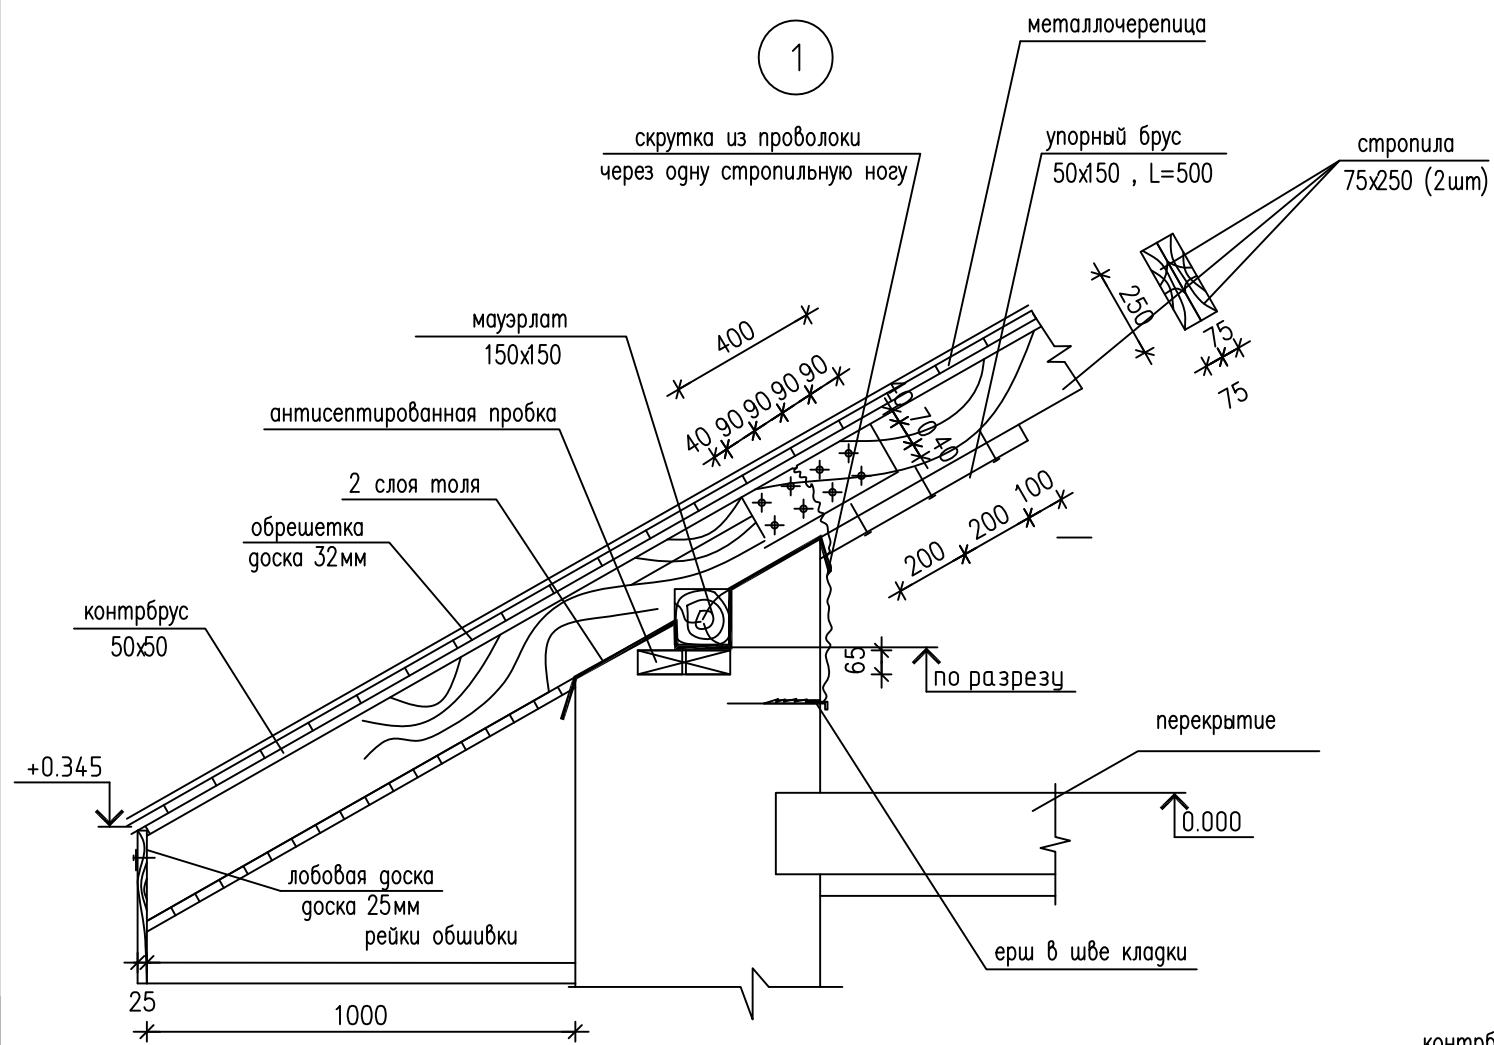 1
металлочерепица
скрутка из проволоки
через одну стропильную ногу
упорный брус
50х150 , L=500
стропила
75х250 (2шт)
250
75
75
мауэрлат
150х150
400
40 90 90 90 90
40 70 40
антисептированная пробка
2 слоя толя
обрешетка
доска 32мм
200 200 100
контрбрус
50х50
65
по разрезу
перекрытие
+0.345
0.000
лобовая доска
доска 25мм
рейки обшивки
ерш в шве кладки
25
1000